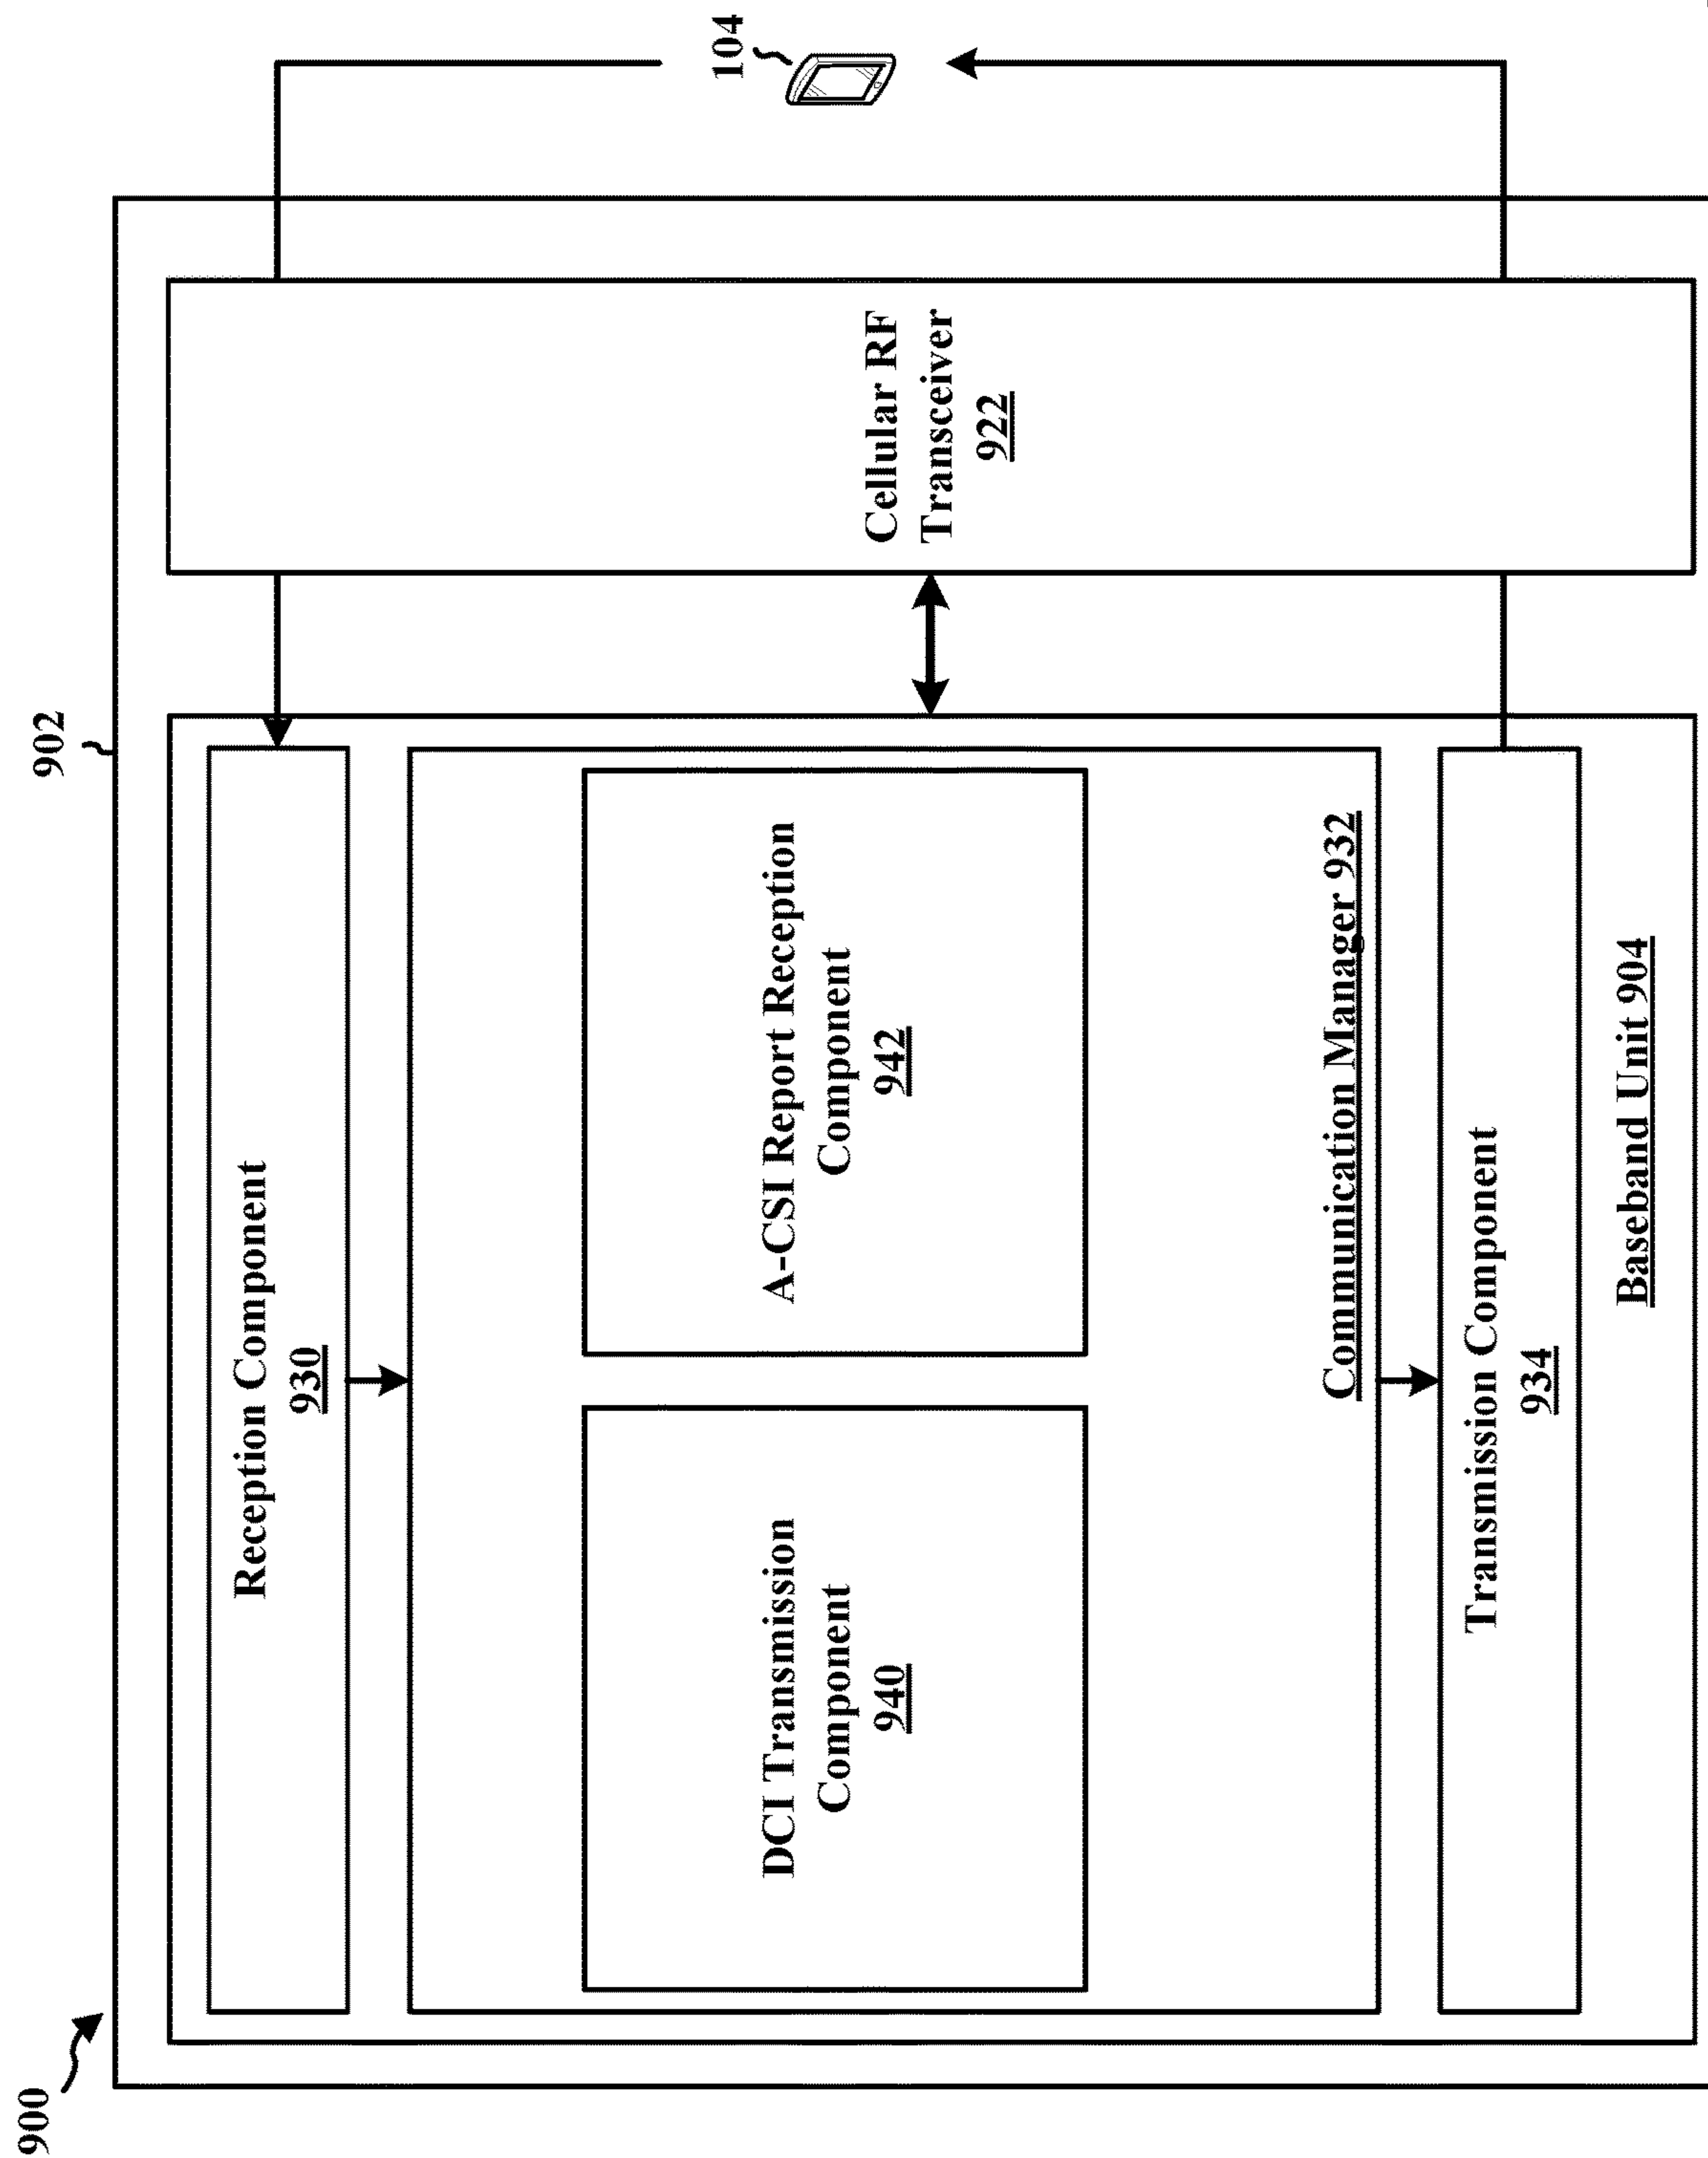 900
902
104
Reception Component
930
DCI Transmission
Component
940
A-CSI Report Reception
Component
942
Communication Manager 932
Transmission Component
934
Baseband Unit 904
Cellular RF
Transceiver
922